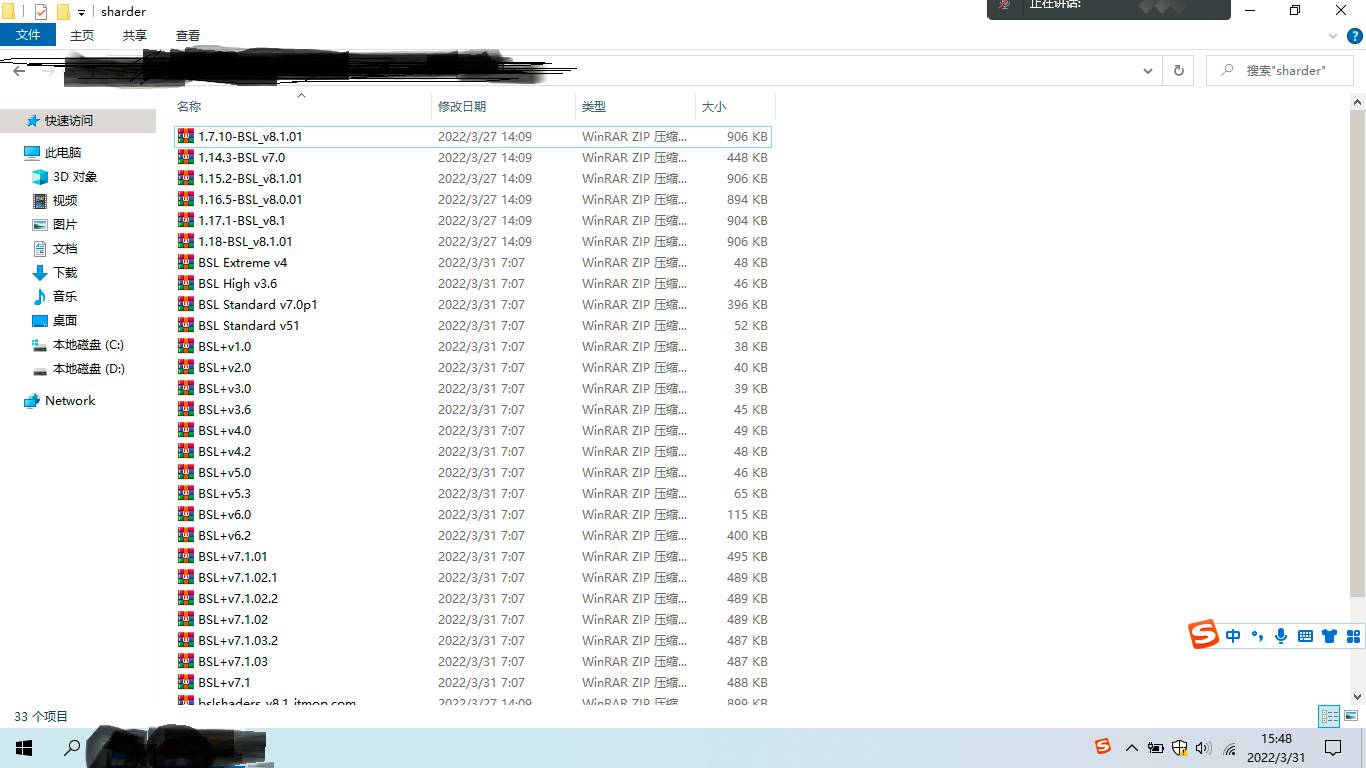 sharder
正在讲话:
文件 主页 共享 查看
搜索"sharder"
名称 修改日期 类型 大小
快速访问
此电脑
3D 对象
视频
图片
文档
下载
音乐
桌面
本地磁盘 (C:)
本地磁盘 (D:)
Network
1.7.10-BSL_v8.1.01 2022/3/27 14:09 WinRAR ZIP 压缩... 906 KB
1.14.3-BSL v7.0 2022/3/27 14:09 WinRAR ZIP 压缩... 448 KB
1.15.2-BSL_v8.1.01 2022/3/27 14:09 WinRAR ZIP 压缩... 906 KB
1.16.5-BSL_v8.0.01 2022/3/27 14:09 WinRAR ZIP 压缩... 894 KB
1.17.1-BSL_v8.1 2022/3/27 14:09 WinRAR ZIP 压缩... 904 KB
1.18-BSL_v8.1.01 2022/3/27 14:09 WinRAR ZIP 压缩... 906 KB
BSL Extreme v4 2022/3/31 7:07 WinRAR ZIP 压缩... 48 KB
BSL High v3.6 2022/3/31 7:07 WinRAR ZIP 压缩... 46 KB
BSL Standard v7.0p1 2022/3/31 7:07 WinRAR ZIP 压缩... 396 KB
BSL Standard v51 2022/3/31 7:07 WinRAR ZIP 压缩... 52 KB
BSL+v1.0 2022/3/31 7:07 WinRAR ZIP 压缩... 38 KB
BSL+v2.0 2022/3/31 7:07 WinRAR ZIP 压缩... 40 KB
BSL+v3.0 2022/3/31 7:07 WinRAR ZIP 压缩... 39 KB
BSL+v3.6 2022/3/31 7:07 WinRAR ZIP 压缩... 45 KB
BSL+v4.0 2022/3/31 7:07 WinRAR ZIP 压缩... 49 KB
BSL+v4.2 2022/3/31 7:07 WinRAR ZIP 压缩... 48 KB
BSL+v5.0 2022/3/31 7:07 WinRAR ZIP 压缩... 46 KB
BSL+v5.3 2022/3/31 7:07 WinRAR ZIP 压缩... 65 KB
BSL+v6.0 2022/3/31 7:07 WinRAR ZIP 压缩... 115 KB
BSL+v6.2 2022/3/31 7:07 WinRAR ZIP 压缩... 400 KB
BSL+v7.1.01 2022/3/31 7:07 WinRAR ZIP 压缩... 495 KB
BSL+v7.1.02.1 2022/3/31 7:07 WinRAR ZIP 压缩... 489 KB
BSL+v7.1.02.2 2022/3/31 7:07 WinRAR ZIP 压缩... 489 KB
BSL+v7.1.02 2022/3/31 7:07 WinRAR ZIP 压缩... 489 KB
BSL+v7.1.03.2 2022/3/31 7:07 WinRAR ZIP 压缩... 487 KB
BSL+v7.1.03 2022/3/31 7:07 WinRAR ZIP 压缩... 487 KB
BSL+v7.1 2022/3/31 7:07 WinRAR ZIP 压缩... 488 KB
bslshaders-v8.1-itmop.com 2022/3/27 14:09 WinRAR ZIP 压缩... 899 KB
中
33 个项目
15:48
2022/3/31